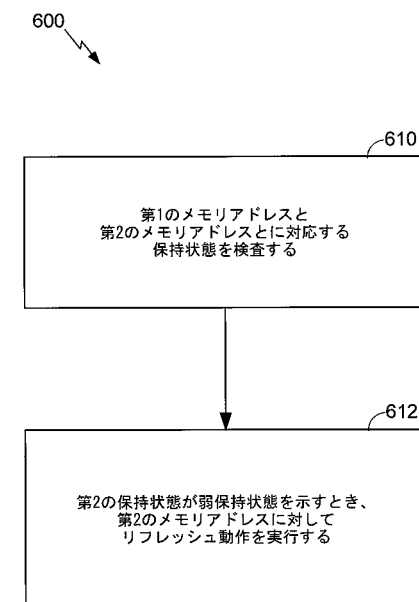 600
610
第1のメモリアドレスと
第2のメモリアドレスとに対応する
保持状態を検査する
612
第2の保持状態が弱保持状態を示すとき、
第2のメモリアドレスに対して
リフレッシュ動作を実行する